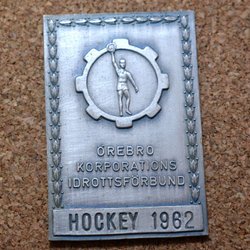 ÖREBRO
KORPORATIONS
IDROTTSFÖRBUND
HOCKEY 1962